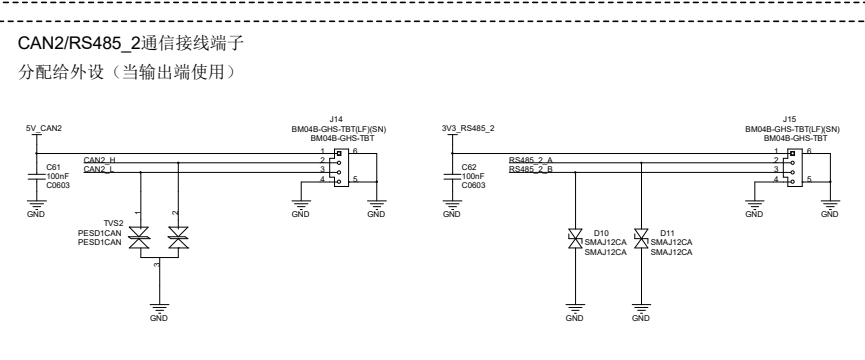 CAN2/RS485_2通信接线端子
分配给外设（当输出端使用）
J14
BM04B-GHS-TBT(LF)(SN)
BM04B-GHS-TBT
5V_CAN2
CAN2_H
CAN2_L
1
2
3
4
6
5
C61
100nF
C0603
GND
GND
GND
1
2
TVS2
PESD1CAN
PESD1CAN
3
GND
J15
BM04B-GHS-TBT(LF)(SN)
BM04B-GHS-TBT
3V3_RS485_2
RS485_2_A
RS485_2_B
1
2
3
4
6
5
C62
100nF
C0603
GND
GND
GND
D10
SMAJ12CA
SMAJ12CA
D11
SMAJ12CA
SMAJ12CA
GND
GND